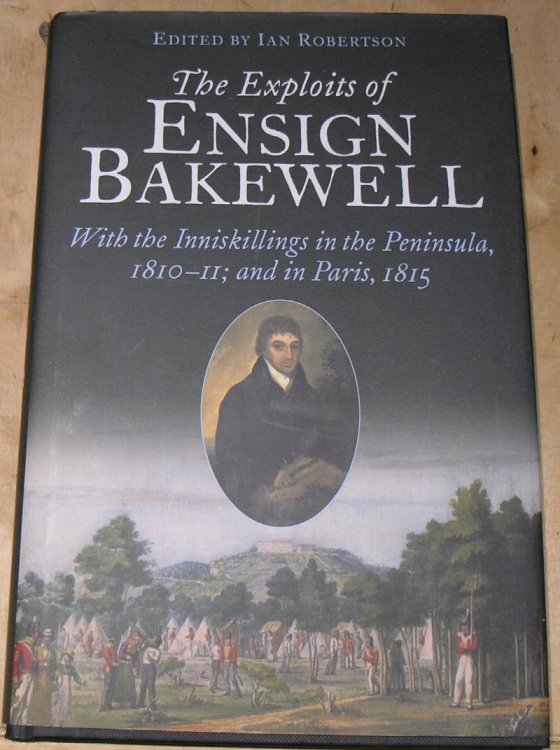 EDITED BY IAN ROBERTSON
The Exploits of
ENSIGN
BAKEWELL
With the Inniskillings in the Peninsula,
1810–11; and in Paris, 1815